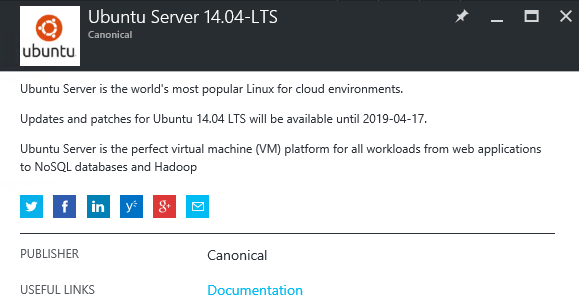 Ubuntu Server 14.04-LTS
Canonical
ubuntu
Ubuntu Server is the world's most popular Linux for cloud environments.
Updates and patches for Ubuntu 14.04 LTS will be available until 2019-04-17.
Ubuntu Server is the perfect virtual machine (VM) platform for all workloads from web applications
to NoSQL databases and Hadoop
f in y g+
PUBLISHER Canonical
USEFUL LINKS Documentation